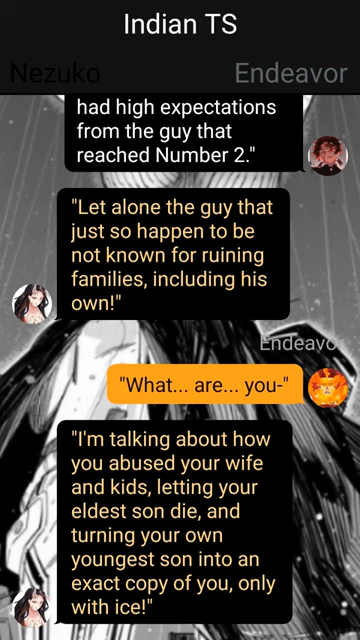 Indian TS
Nezuko
Endeavor
had high expectations
from the guy that
reached Number 2."
"Let alone the guy that
just so happen to be
not known for ruining
families, including his
own!"
Endeavor
"What... are... you-"
"I'm talking about how
you abused your wife
and kids, letting your
eldest son die, and
turning your own
youngest son into an
exact copy of you, only
with ice!"